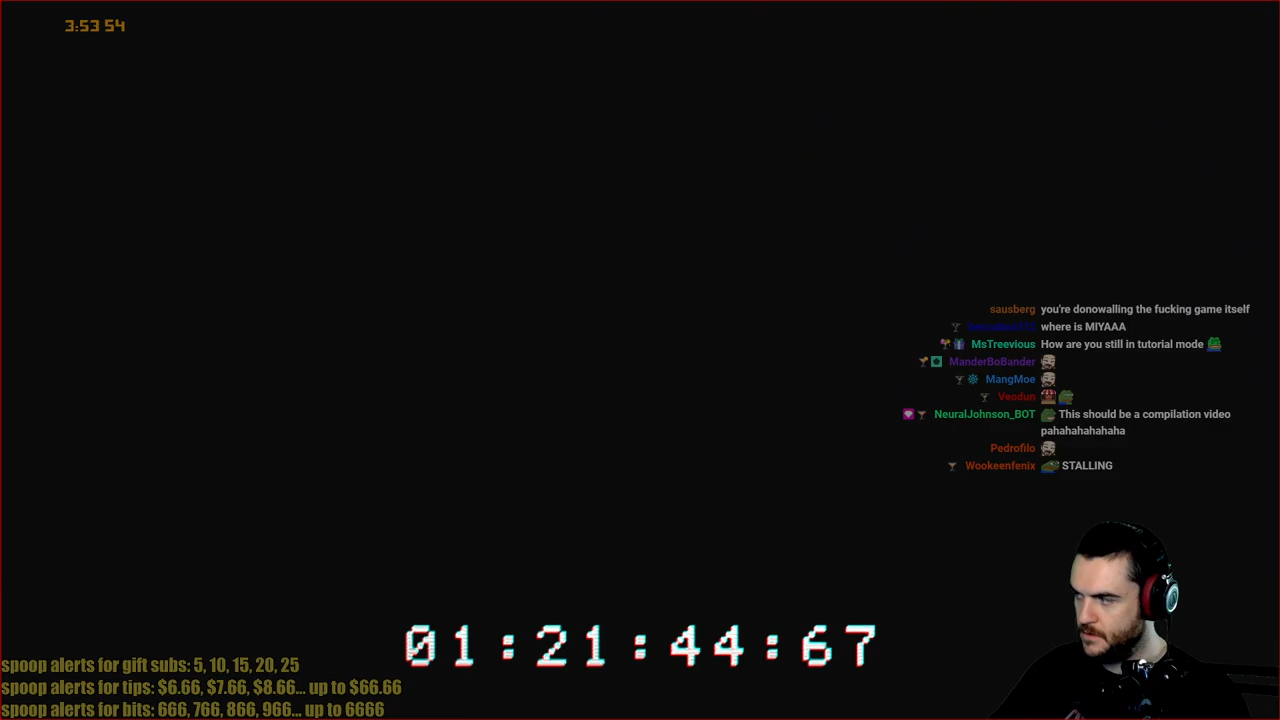 3:53 54
sausberg you're donowalling the fucking game itself
where is MIYAAA
MsTreevious How are you still in tutorial mode
ManderBoBander
MangMoe
Veodun
NeuralJohnson_BOT This should be a compilation video
pahahahahahaha
Pedrofilo
Wookeenfenix STALLING
01:21:44:67
spoop alerts for gift subs: 5, 10, 15, 20, 25
spoop alerts for tips: $6.66, $7.66, $8.66... up to $66.66
spoop alerts for bits: 666, 766, 866, 966... up to 6666